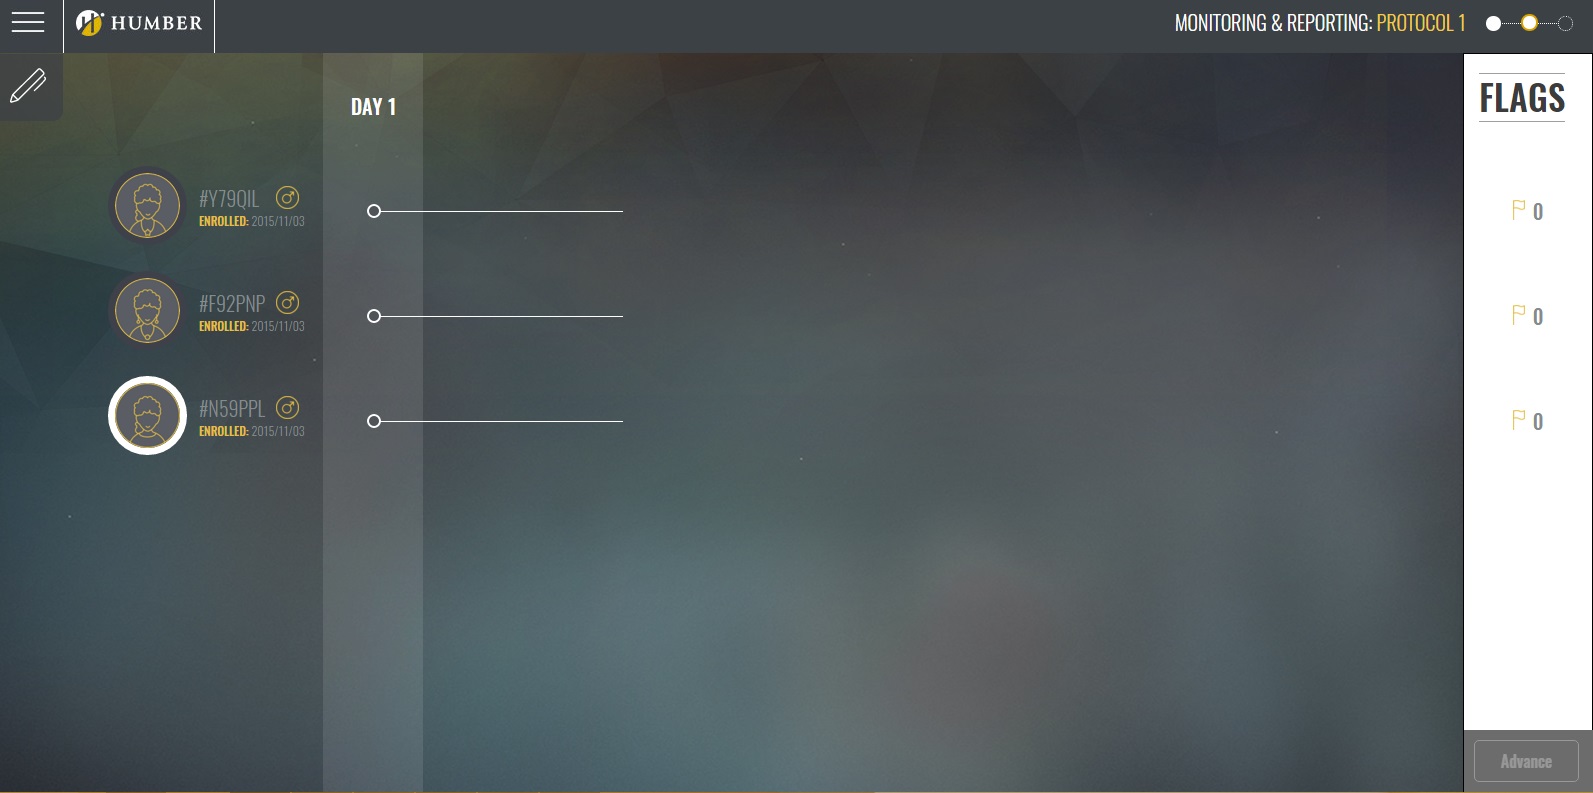 HUMBER
MONITORING & REPORTING: PROTOCOL 1
DAY 1
FLAGS
#Y79QIL
ENROLLED: 2015/11/03
0
#F92PNP
ENROLLED: 2015/11/03
0
#N59PPL
ENROLLED: 2015/11/03
0
Advance